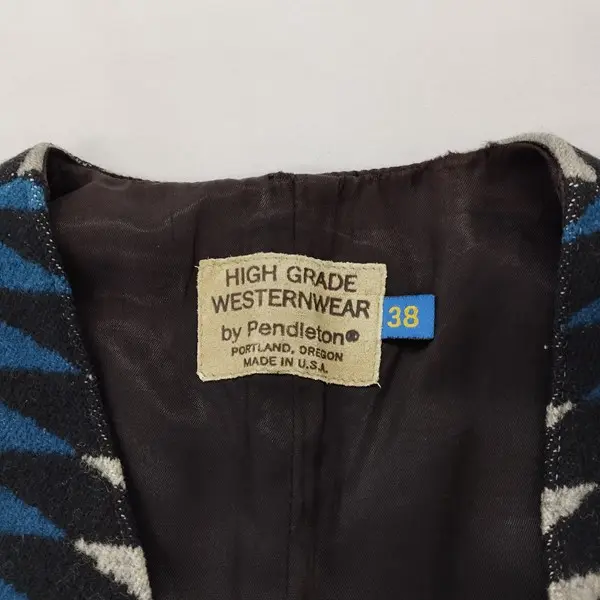 HIGH GRADE
WESTERNWEAR
by Pendleton®
PORTLAND, OREGON
MADE IN U.S.A.
38